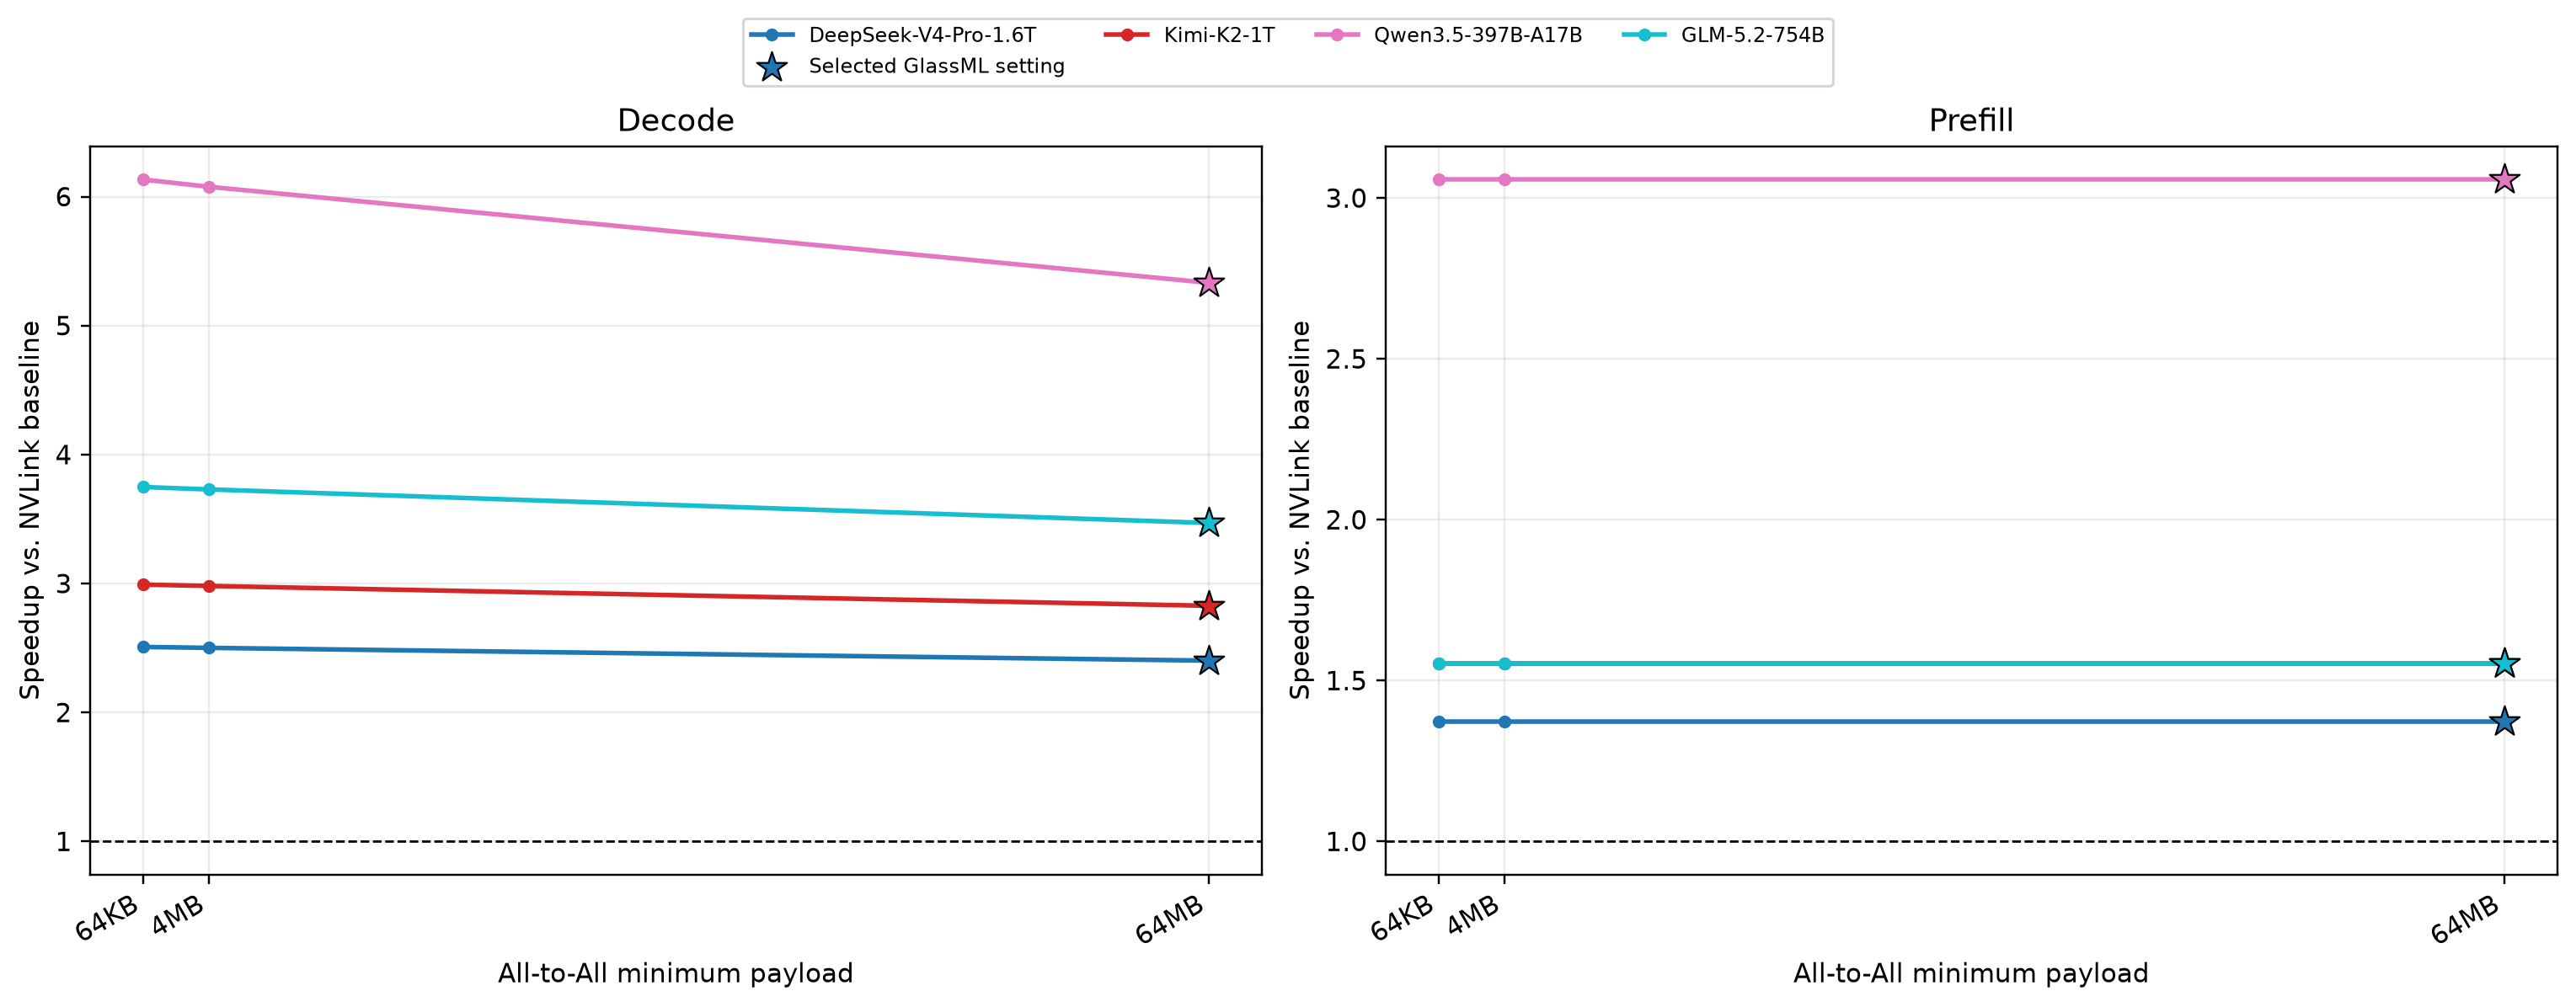 DeepSeek-V4-Pro-1.6T Kimi-K2-1T Qwen3.5-397B-A17B GLM-5.2-754B
Selected GlassML setting
Decode
Speedup vs. NVLink baseline
6
5
4
3
2
1
64KB 4MB 64MB
All-to-All minimum payload
Prefill
Speedup vs. NVLink baseline
3.0
2.5
2.0
1.5
1.0
64KB 4MB 64MB
All-to-All minimum payload